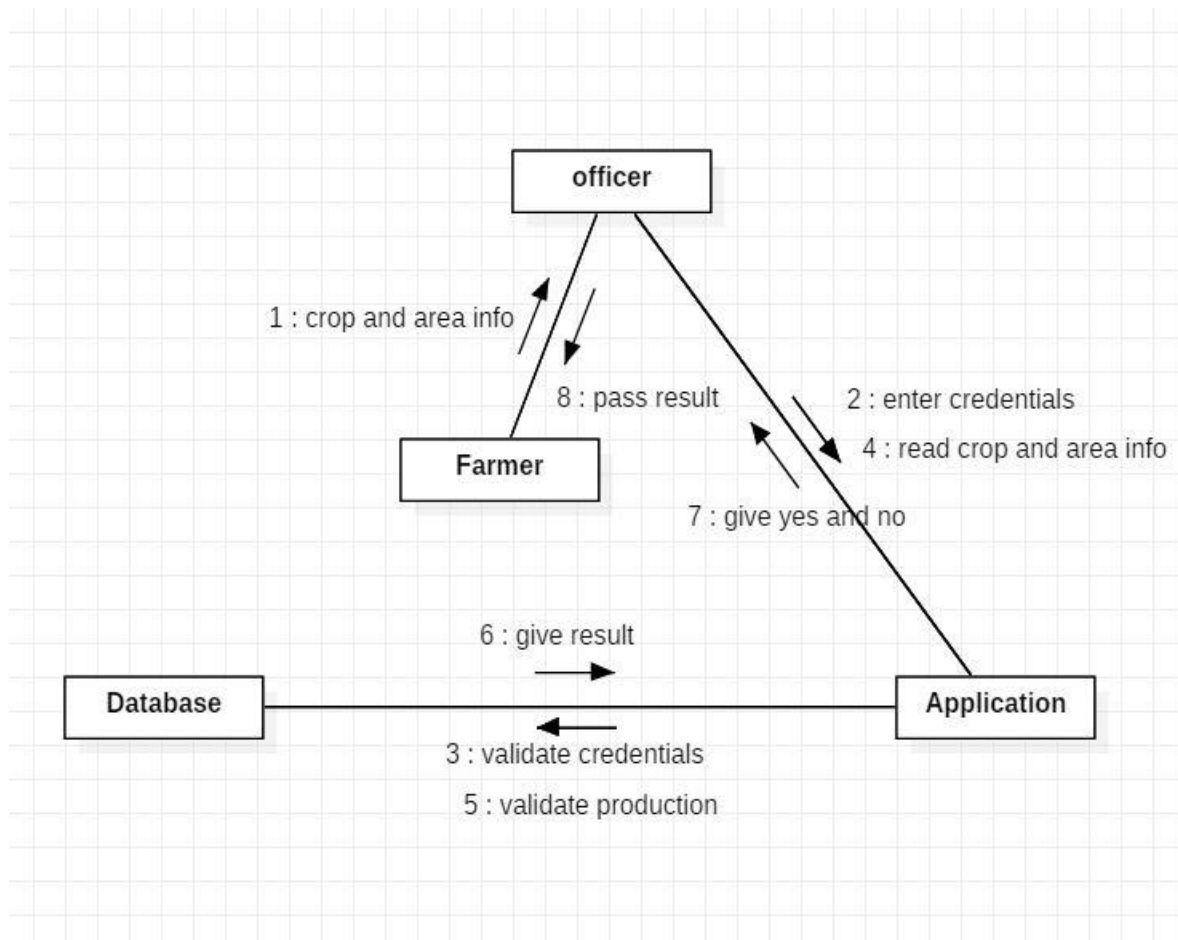 officer
1 : crop and area info
8 : pass result
2 : enter credentials
4 : read crop and area info
Farmer
7 : give yes and no
6 : give result
Database
Application
3 : validate credentials
5 : validate production